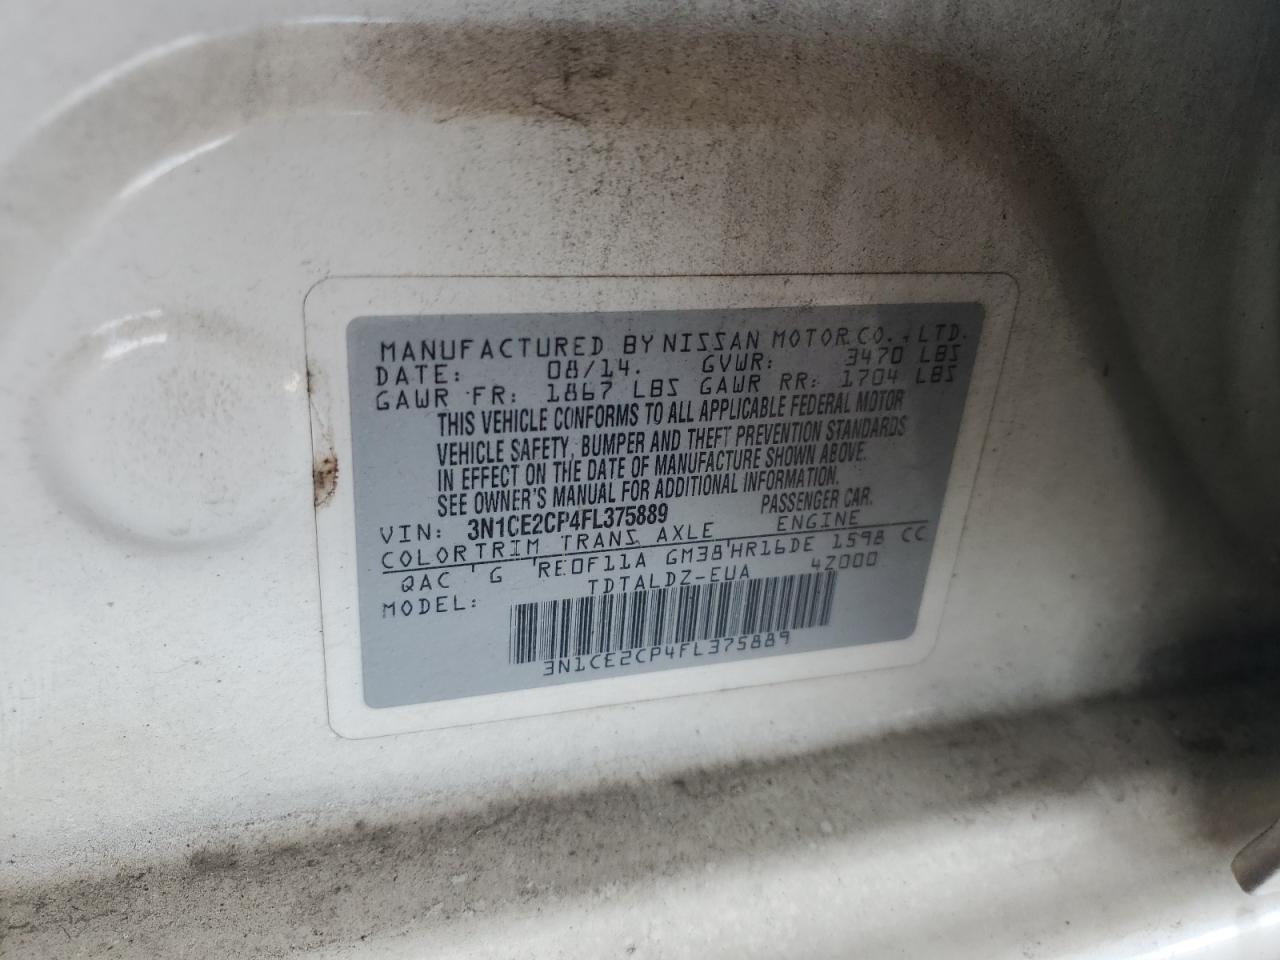 MANUFACTURED BY NISSAN MOTOR CO., LTD.
DATE: 08/14. GVWR: 3470 LBS
GAWR FR: 1867 LBS GAWR RR: 1704 LBS
THIS VEHICLE CONFORMS TO ALL APPLICABLE FEDERAL MOTOR
VEHICLE SAFETY, BUMPER AND THEFT PREVENTION STANDARDS
IN EFFECT ON THE DATE OF MANUFACTURE SHOWN ABOVE.
SEE OWNER'S MANUAL FOR ADDITIONAL INFORMATION.
VIN: 3N1CE2CP4FL375889 PASSENGER CAR.
COLOR TRIM TRANS. AXLE ENGINE
QAC G RE0F11A GM38 HR16DE 1598 CC
MODEL: TDTALDZ-EUA 4Z000
3N1CE2CP4FL375889